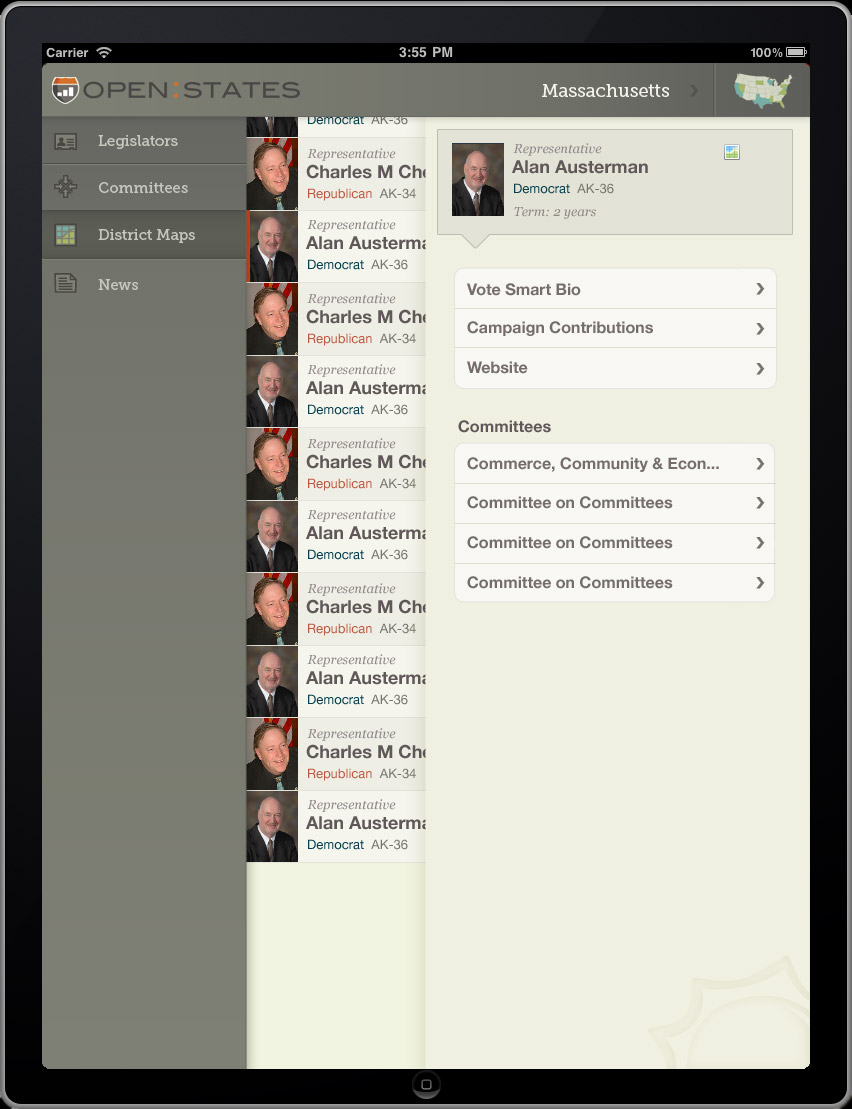 Carrier 3:55 PM 100%
OPEN:STATES Massachusetts
Legislators
Committees
District Maps
News
Democrat AK-36
Representative
Charles M Che
Republican AK-34
Representative
Alan Austerma
Democrat AK-36
Representative
Charles M Che
Republican AK-34
Representative
Alan Austerma
Democrat AK-36
Representative
Charles M Che
Republican AK-34
Representative
Alan Austerma
Democrat AK-36
Representative
Charles M Che
Republican AK-34
Representative
Alan Austerma
Democrat AK-36
Representative
Charles M Che
Republican AK-34
Representative
Alan Austerma
Democrat AK-36
Representative
Alan Austerman
Democrat AK-36
Term: 2 years
Vote Smart Bio
Campaign Contributions
Website
Committees
Commerce, Community & Econ...
Committee on Committees
Committee on Committees
Committee on Committees